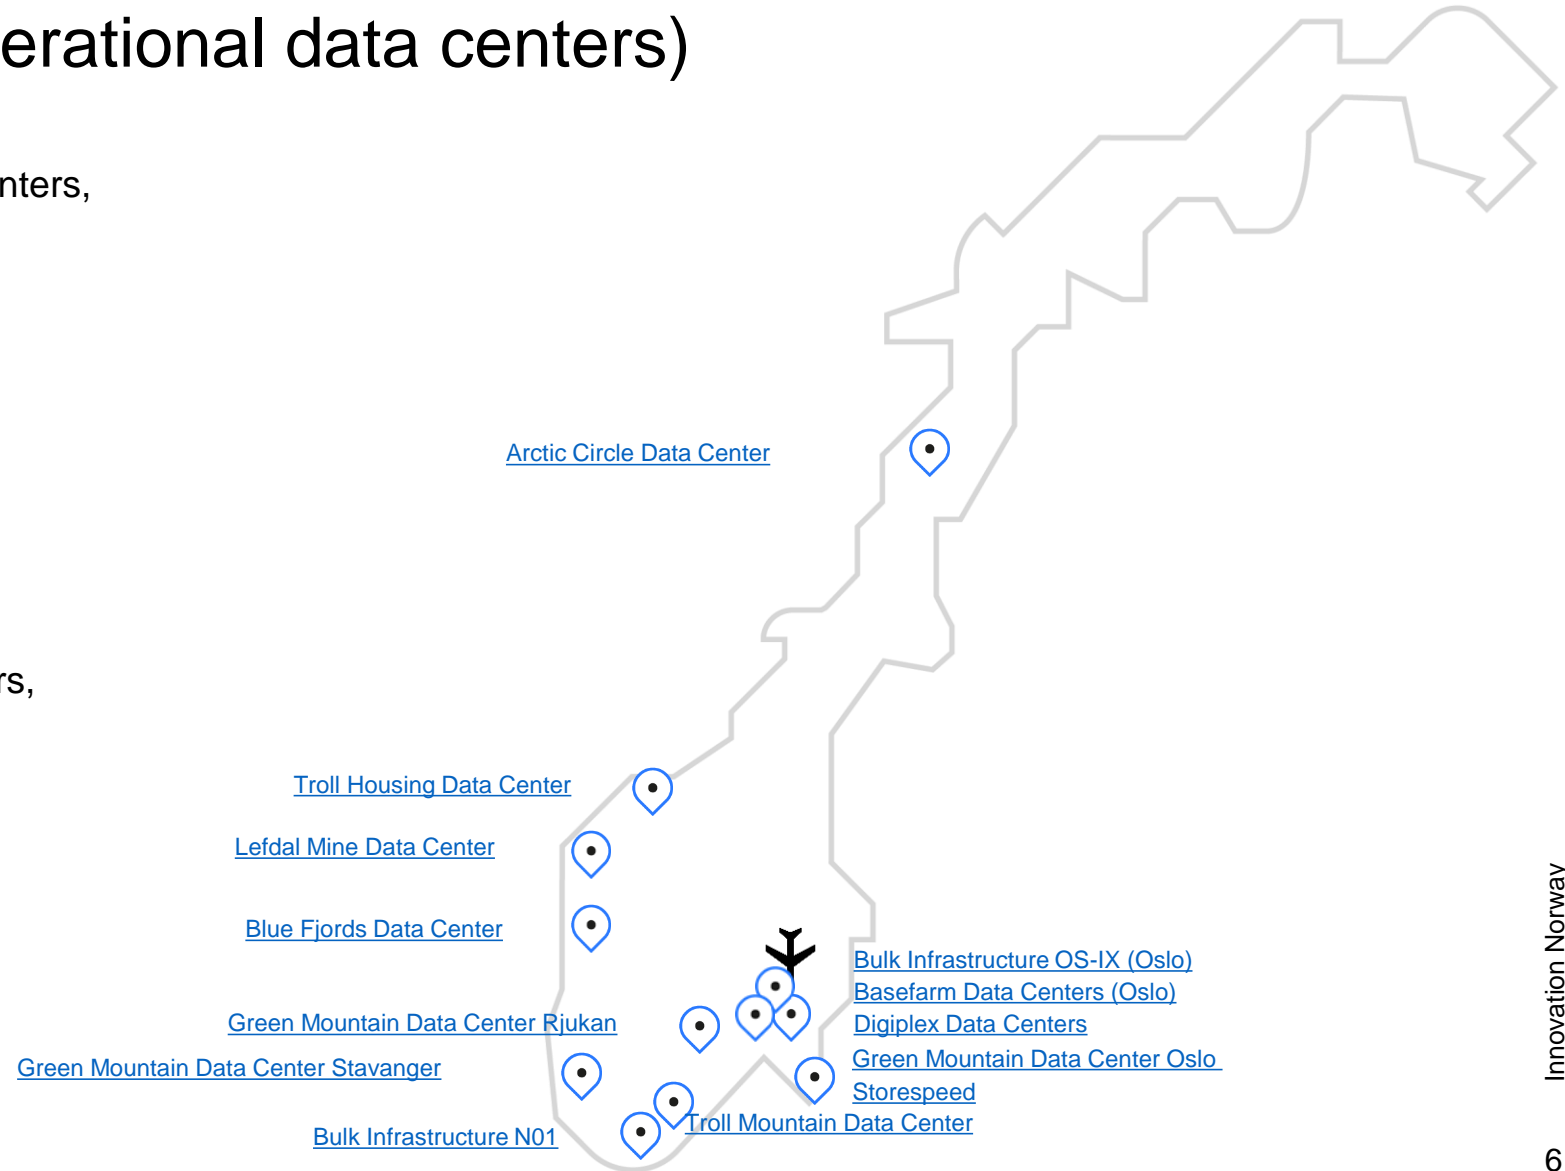 erational data centers)
nters,
Arctic Circle Data Center
rs,
Troll Housing Data Center
Lefdal Mine Data Center
Blue Fjords Data Center
Bulk Infrastructure OS-IX (Oslo)
Basefarm Data Centers (Oslo)
Green Mountain Data Center Rjukan
Digiplex Data Centers
Green Mountain Data Center Oslo
Green Mountain Data Center Stavanger
Storespeed
Troll Mountain Data Center
Bulk Infrastructure N01
Innovation Norway
6